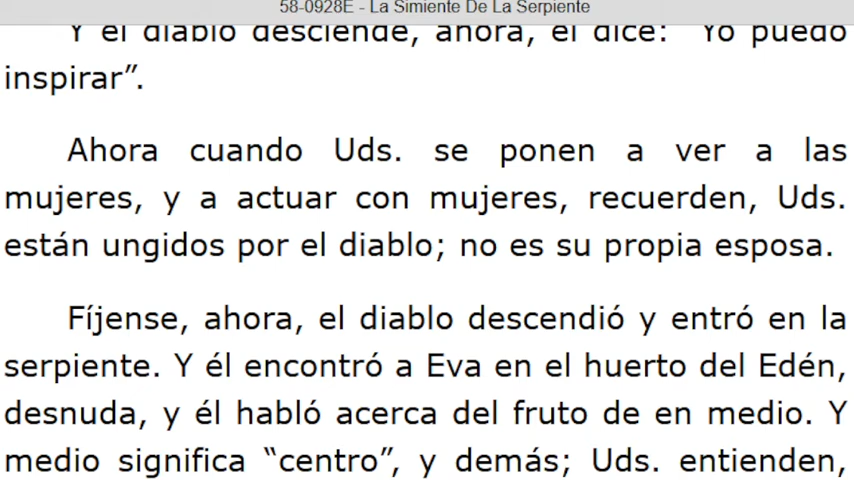 58-0928E - La Simiente De La Serpiente
Y el diablo desciende, ahora, él dice: “Yo puedo
inspirar”.
Ahora cuando Uds. se ponen a ver a las
mujeres, y a actuar con mujeres, recuerden, Uds.
están ungidos por el diablo; no es su propia esposa.
Fíjense, ahora, el diablo descendió y entró en la
serpiente. Y él encontró a Eva en el huerto del Edén,
desnuda, y él habló acerca del fruto de en medio. Y
medio significa “centro”, y demás; Uds. entienden,